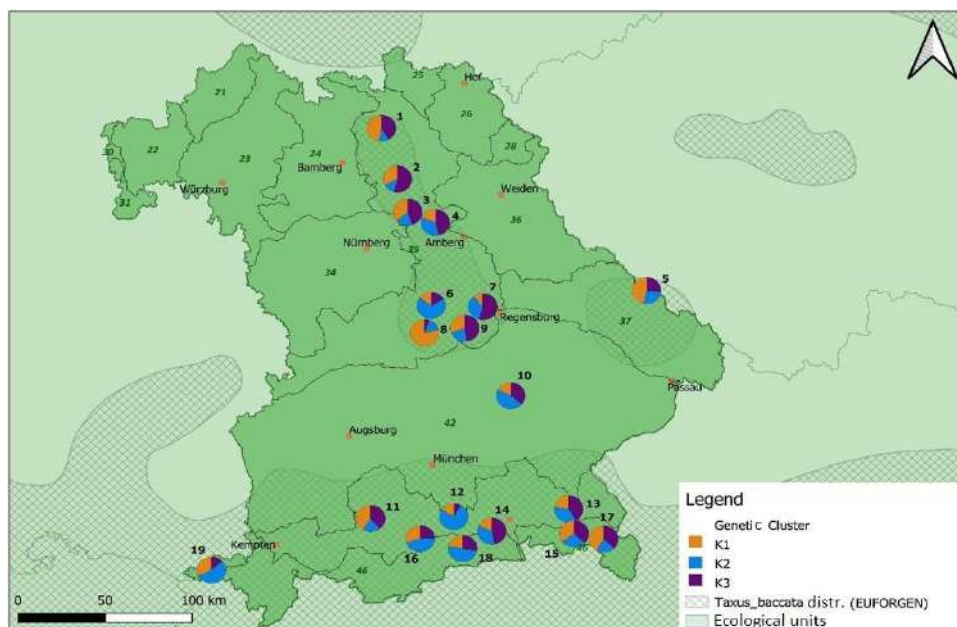 25
Hof
21
26
1
30
22
24
28
23
Bamberg
2
Würzburg
31
Weiden
3
4
36
Nürnberg
Amberg
35
34
5
6
7
Regensburg
37
8
9
10
Passau
42
Augsburg
München
12
13
11
14
17
Kempten
16
18
15
46
19
46
0
50
100 km
Legend
Genetic Cluster
K1
K2
K3
Taxus_baccata distr. (EUFORGEN)
Ecological units